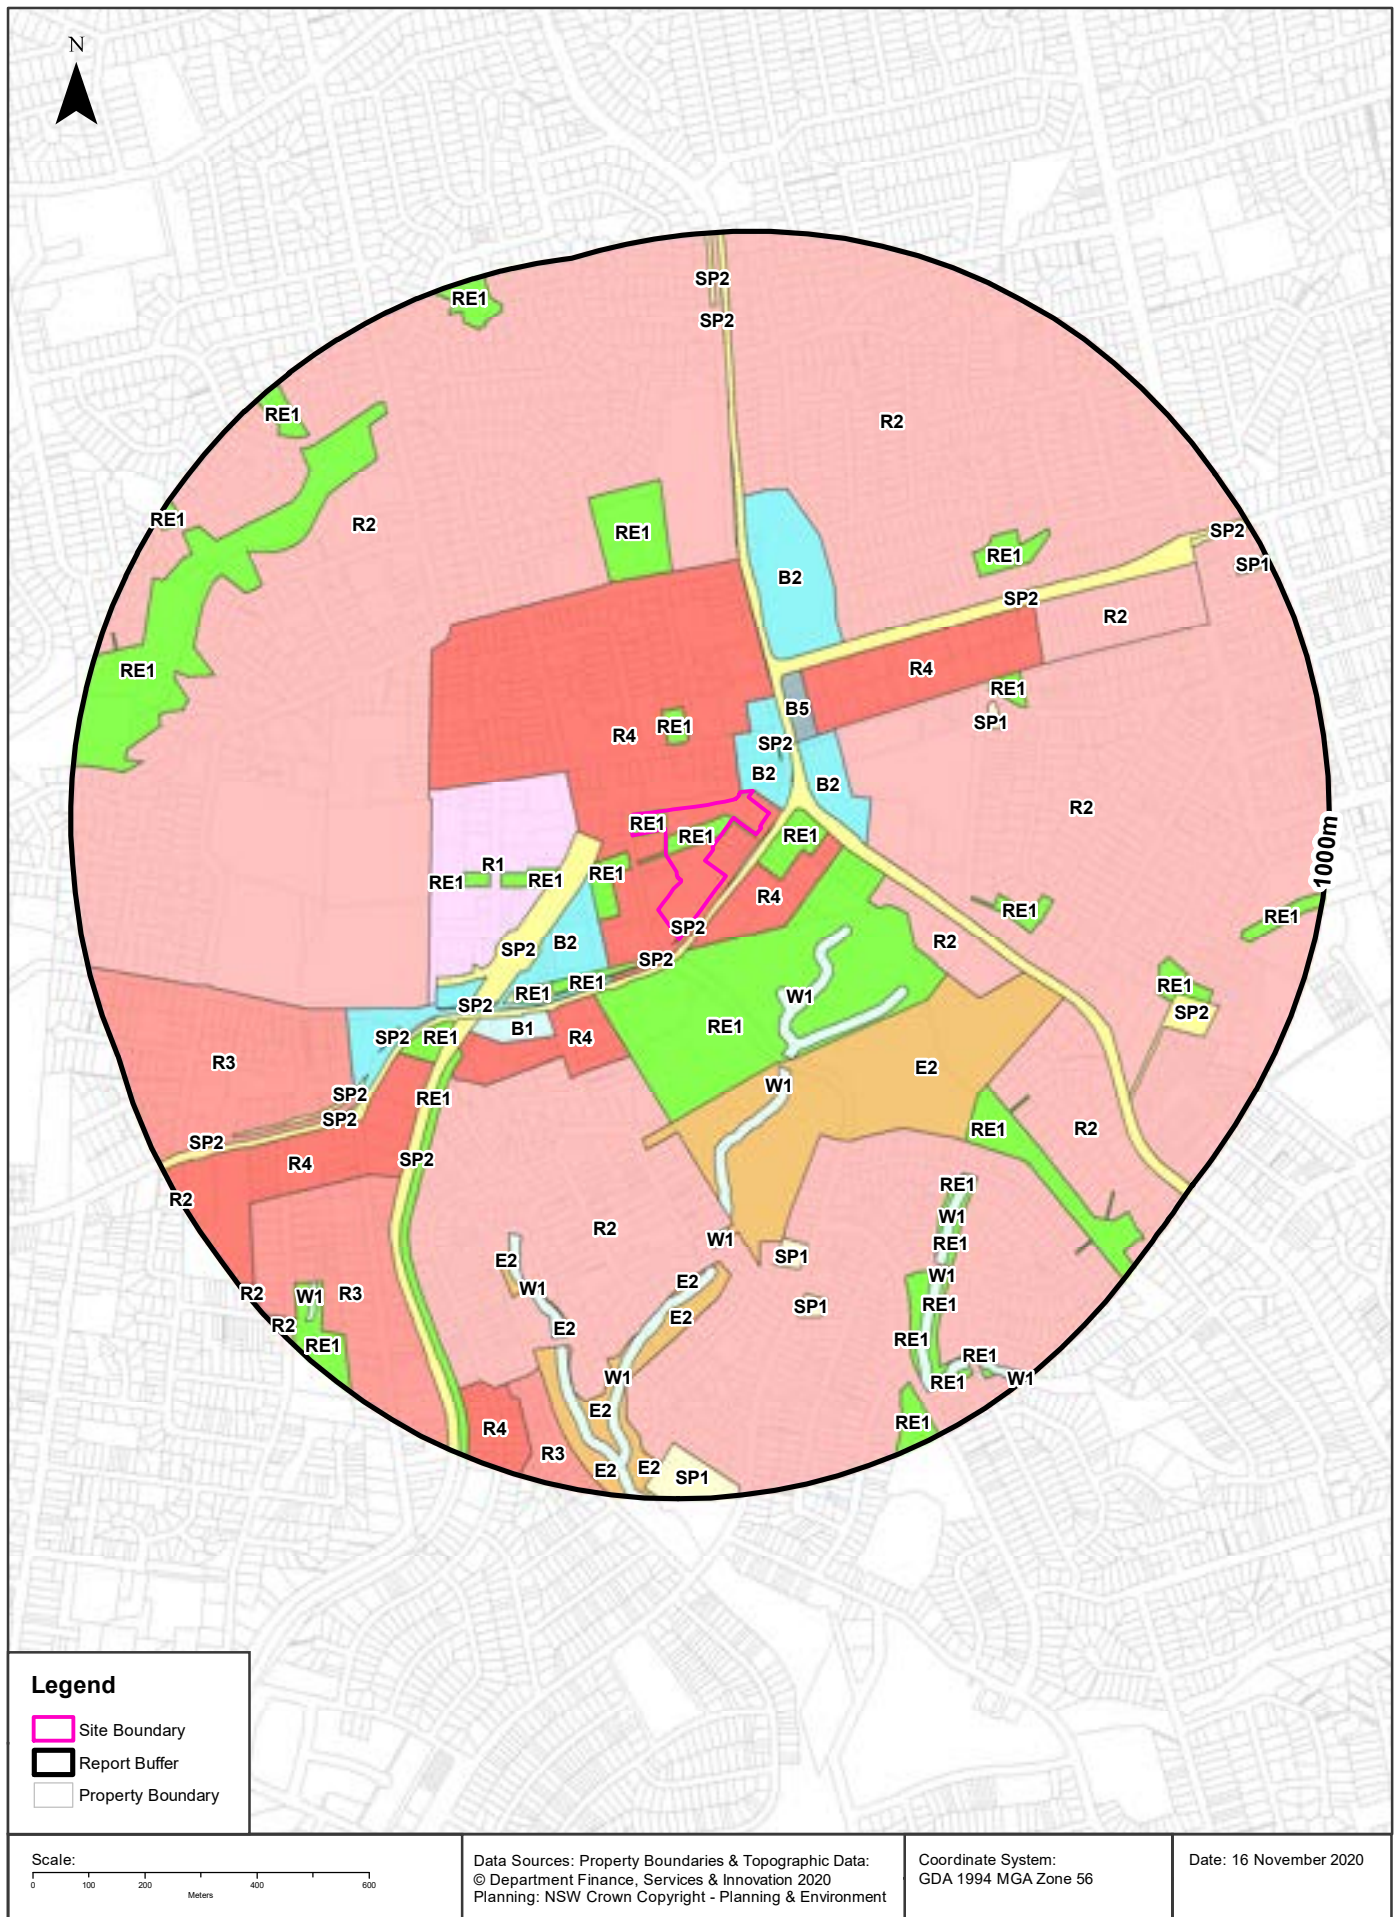 N
SP2
RE1
SP2
RE1
R2
RE1
R2
RE1
SP2
RE1
SP1
B2
SP2
R2
RE1
R4
RE1
B5
SP1
RE1
R4
SP2
B2
B2
R2
RE1
RE1
RE1
1000m
R1
RE1
RE1
RE1
R4
RE1
RE1
SP2
R2
B2
SP2
SP2
RE1
RE1
RE1
W1
SP2
SP2
B1
RE1
SP2
RE1
R4
R3
E2
W1
SP2
RE1
SP2
RE1
R2
SP2
SP2
R4
RE1
R2
W1
R2
RE1
W1
SP1
E2
W1
E2
W1
R2
W1
R3
RE1
SP1
E2
R2
E2
RE1
RE1
RE1
W1
W1
RE1
E2
RE1
R4
R3
E2
E2
SP1
Legend
Site Boundary
Report Buffer
Property Boundary
Scale:
0 100 200 400 600
Meters
Data Sources: Property Boundaries & Topographic Data:
© Department Finance, Services & Innovation 2020
Planning: NSW Crown Copyright - Planning & Environment
Coordinate System:
GDA 1994 MGA Zone 56
Date: 16 November 2020